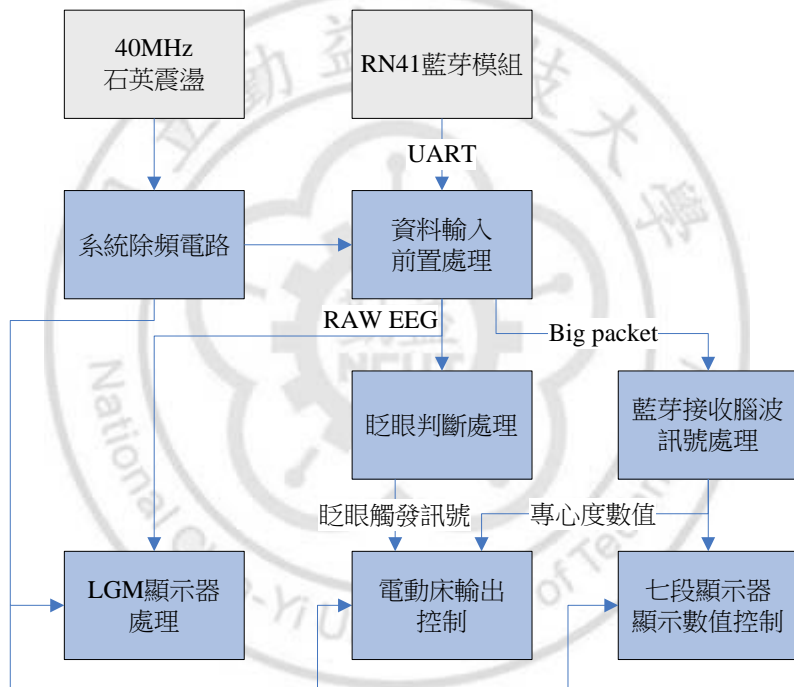 40MHz
石英震盪
RN41藍芽模組
UART
系統除頻電路
資料輸入
前置處理
RAW EEG
Big packet
眨眼判斷處理
藍芽接收腦波
訊號處理
眨眼觸發訊號
專心度數值
LGM顯示器
處理
電動床輸出
控制
七段顯示器
顯示數值控制
National